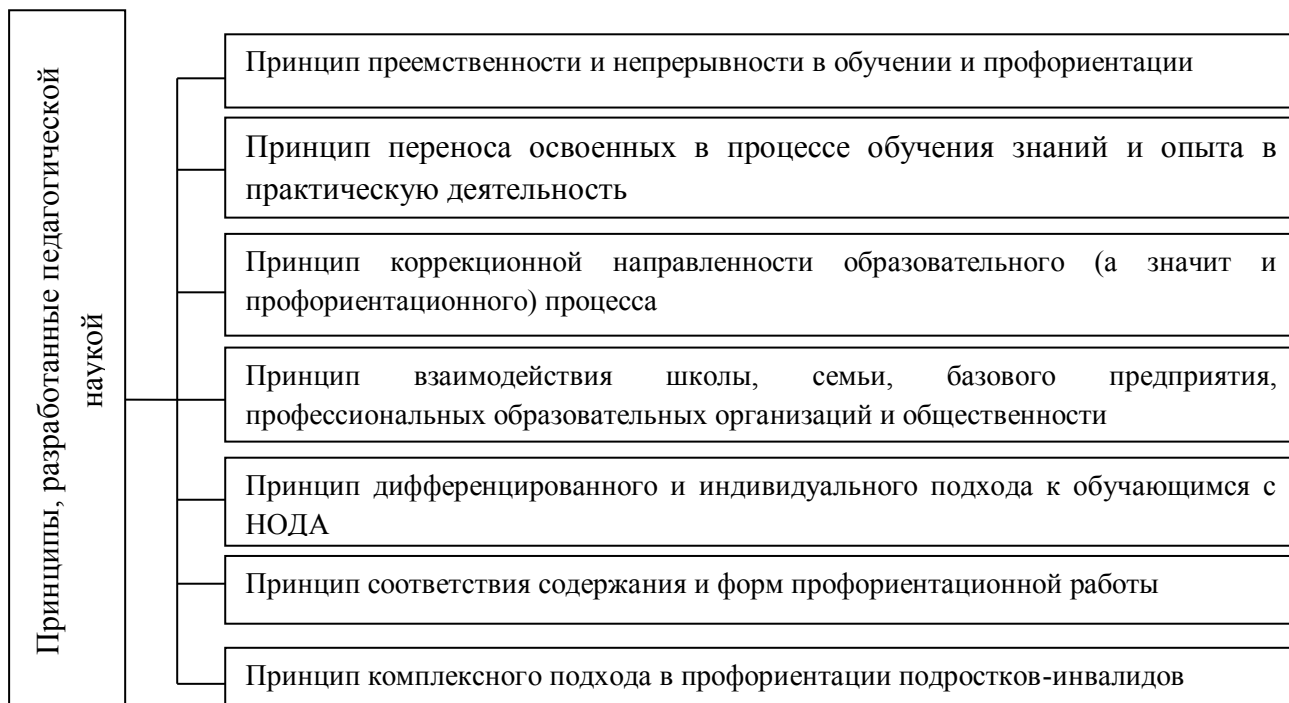 Принципы, разработанные педагогической
наукой
Принцип преемственности и непрерывности в обучении и профориентации
Принцип переноса освоенных в процессе обучения знаний и опыта в
практическую деятельность
Принцип коррекционной направленности образовательного (а значит и
профориентационного) процесса
Принцип взаимодействия школы, семьи, базового предприятия,
профессиональных образовательных организаций и общественности
Принцип дифференцированного и индивидуального подхода к обучающимся с
НОДА
Принцип соответствия содержания и форм профориентационной работы
Принцип комплексного подхода в профориентации подростков-инвалидов